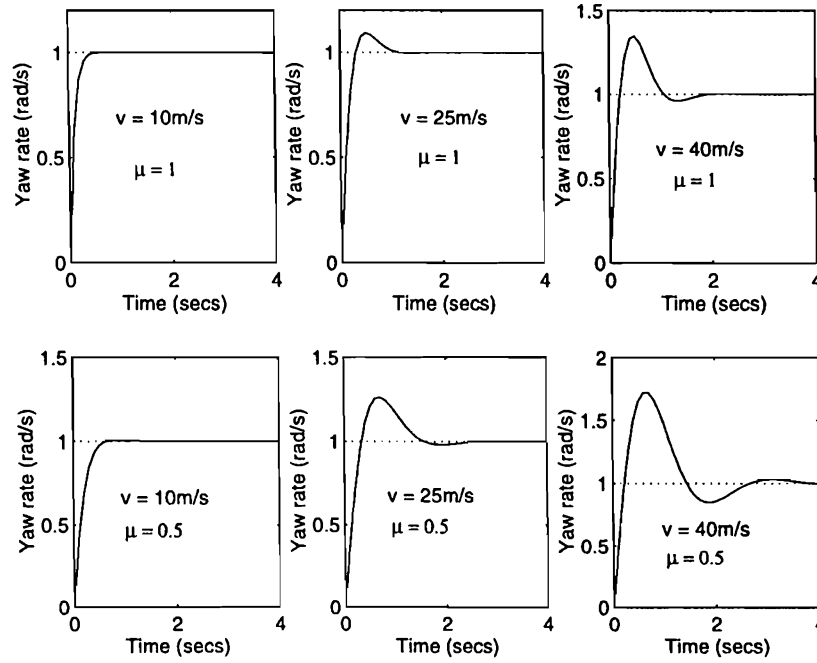 Yaw rate (rad/s)
1
0.5
0
v = 10m/s
μ = 1
0 2 4
Time (secs)
Yaw rate (rad/s)
1
0.5
0
v = 25m/s
μ = 1
0 2 4
Time (secs)
Yaw rate (rad/s)
1.5
1
0.5
0
v = 40m/s
μ = 1
0 2 4
Time (secs)
Yaw rate (rad/s)
1.5
1
0.5
0
v = 10m/s
μ = 0.5
0 2 4
Time (secs)
Yaw rate (rad/s)
1.5
1
0.5
0
v = 25m/s
μ = 0.5
0 2 4
Time (secs)
Yaw rate (rad/s)
2
1.5
1
0.5
0
v = 40m/s
μ = 0.5
0 2 4
Time (secs)